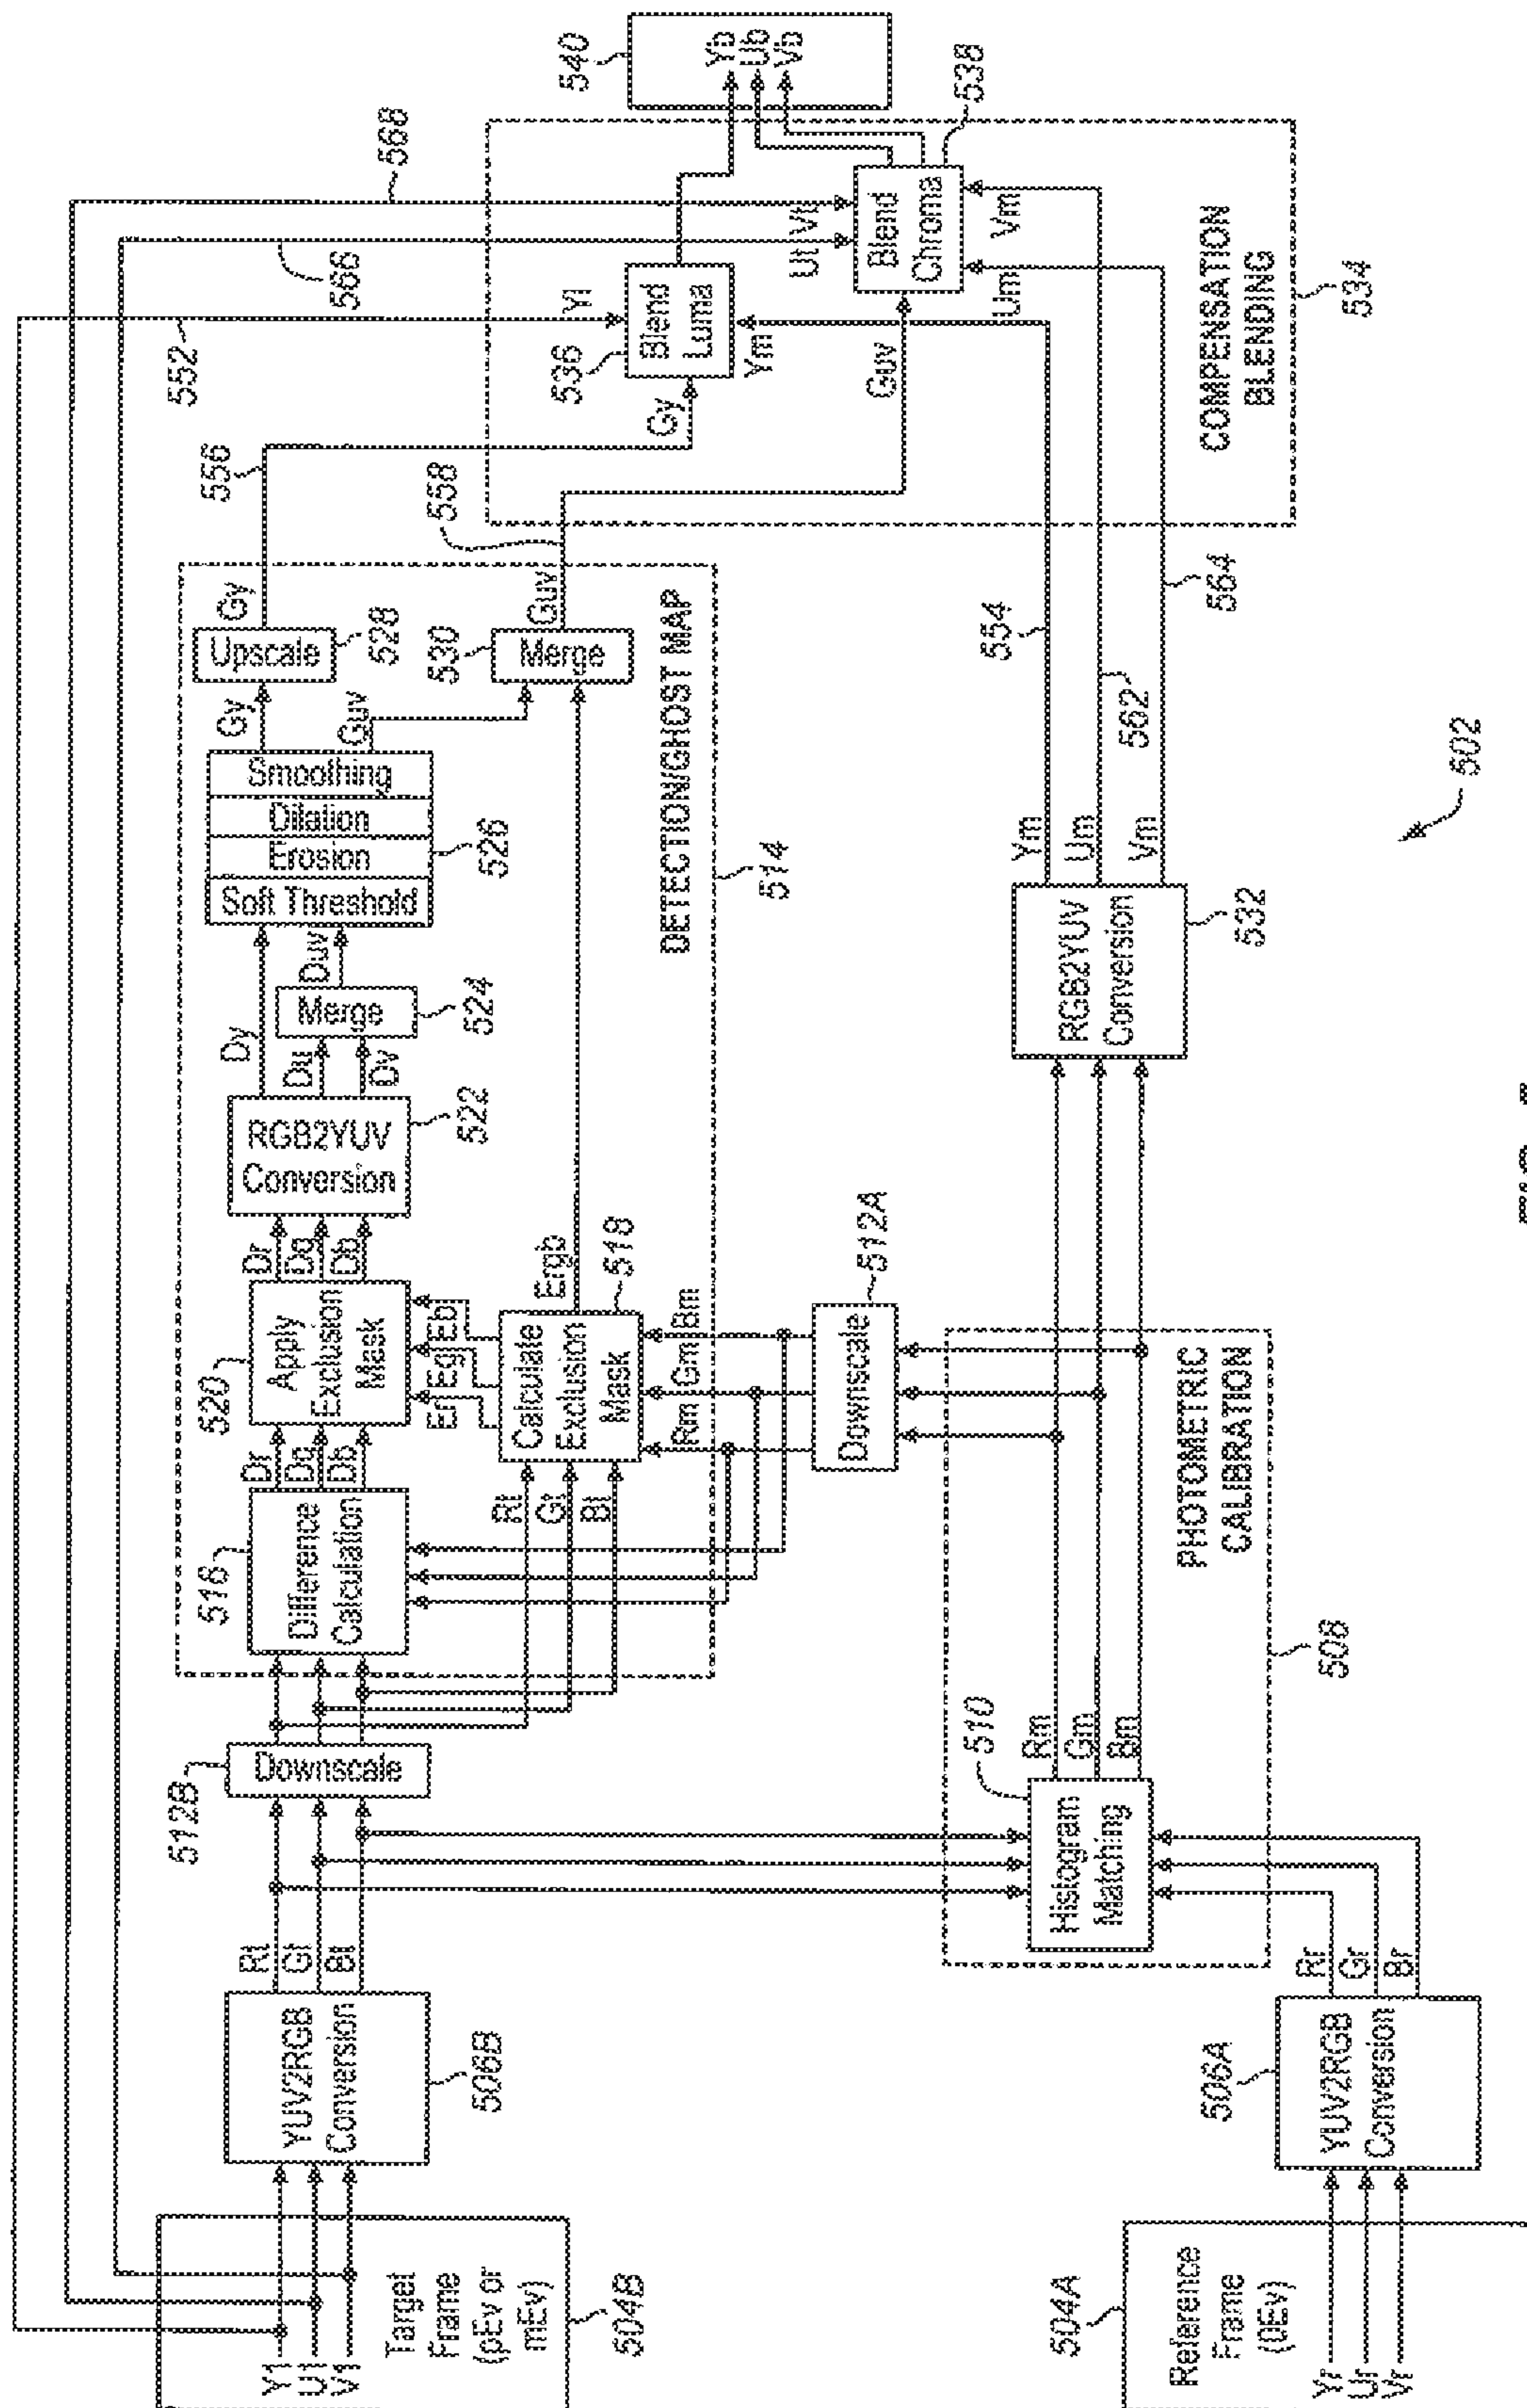 Y1
U1
V1
Target
Frame
(pEv or
mEv)
504B
YUV2RGB
Conversion
506B
Rt
Gt
Bt
512B
Downscale
516
Difference
Calculation
Dr
Dg
Db
520
Apply
Exclusion
Mask
Dr
Dg
Db
RGB2YUV
Conversion
522
Dy
Du
Dv
Merge
524
Duv
Soft Threshold
Erosion
Dilation
Smoothing
526
Gy
Guv
Upscale
528
Gy
530
Merge
Guv
556
558
552
566
568
Rt
Gt
Bt
Er
Eg
Eb
Calculate
Exclusion
Mask
518
Ergb
Rm
Gm
Bm
DETECTION/GHOST MAP
514
Downscale
512A
Reference
Frame
(0Ev)
504A
Yr
Ur
Vr
YUV2RGB
Conversion
506A
Rr
Gr
Br
Histogram
Matching
510
Rm
Gm
Bm
PHOTOMETRIC
CALIBRATION
508
RGB2YUV
Conversion
532
Ym
Um
Vm
554
562
564
502
Gy
536
Blend
Luma
Ym
Guv
Ut
Vt
Blend
Chroma
538
Um
Vm
COMPENSATION
BLENDING
534
540
Yb
Ub
Vb